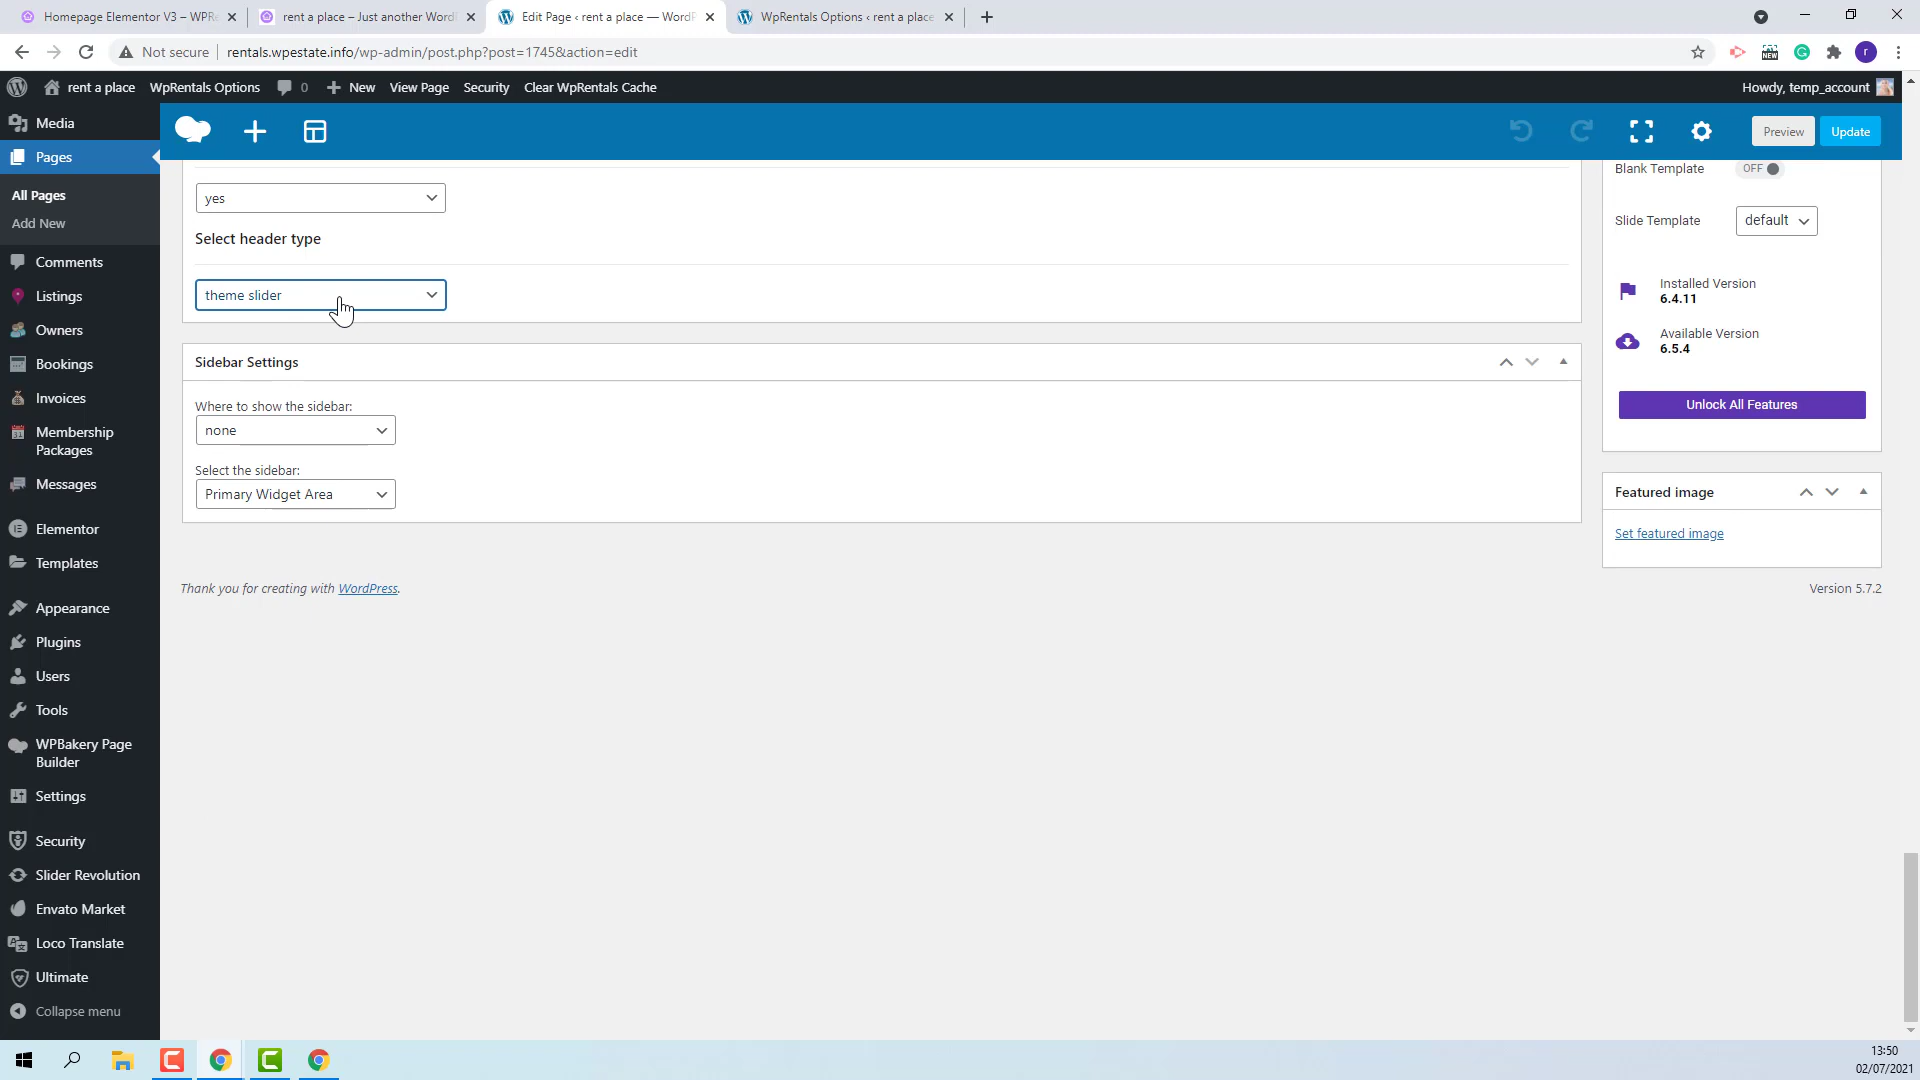 Homepage Elementor V3 – WPRe
rent a place – Just another WordP
Edit Page ‹ rent a place — WordP
WpRentals Options ‹ rent a place
Not secure
rentals.wpestate.info/wp-admin/post.php?post=1745&action=edit
NEW
r
rent a place
WpRentals Options
0
New
View Page
Security
Clear WpRentals Cache
Howdy, temp_account
Media
Pages
All Pages
Add New
Comments
Listings
Owners
Bookings
Invoices
Membership
Packages
Messages
Elementor
Templates
Appearance
Plugins
Users
Tools
WPBakery Page
Builder
Settings
Security
Slider Revolution
Envato Market
Loco Translate
Ultimate
Collapse menu
Preview
Update
yes
Select header type
theme slider
Sidebar Settings
Where to show the sidebar:
none
Select the sidebar:
Primary Widget Area
Thank you for creating with WordPress.
Blank Template
OFF
Slide Template
default
Installed Version
6.4.11
Available Version
6.5.4
Unlock All Features
Featured image
Set featured image
Version 5.7.2
13:50
02/07/2021